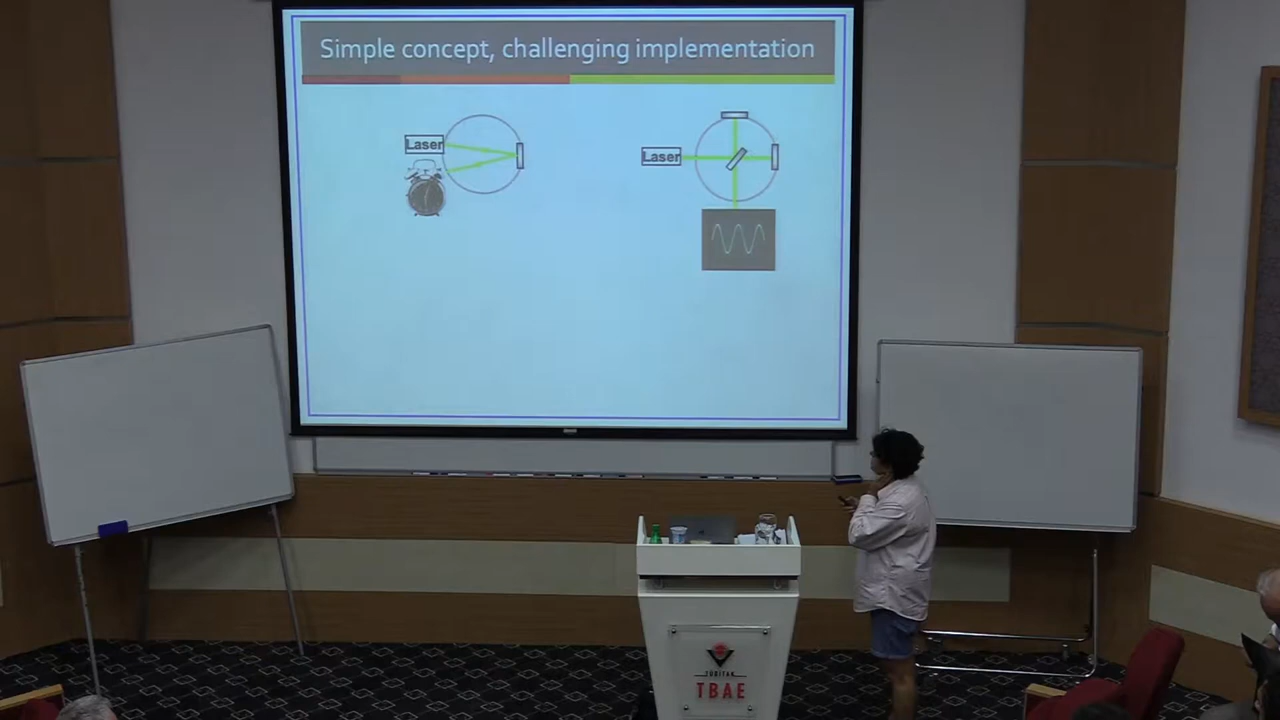 Simple concept, challenging implementation
Laser
Laser
TÜBİTAK
TBAE